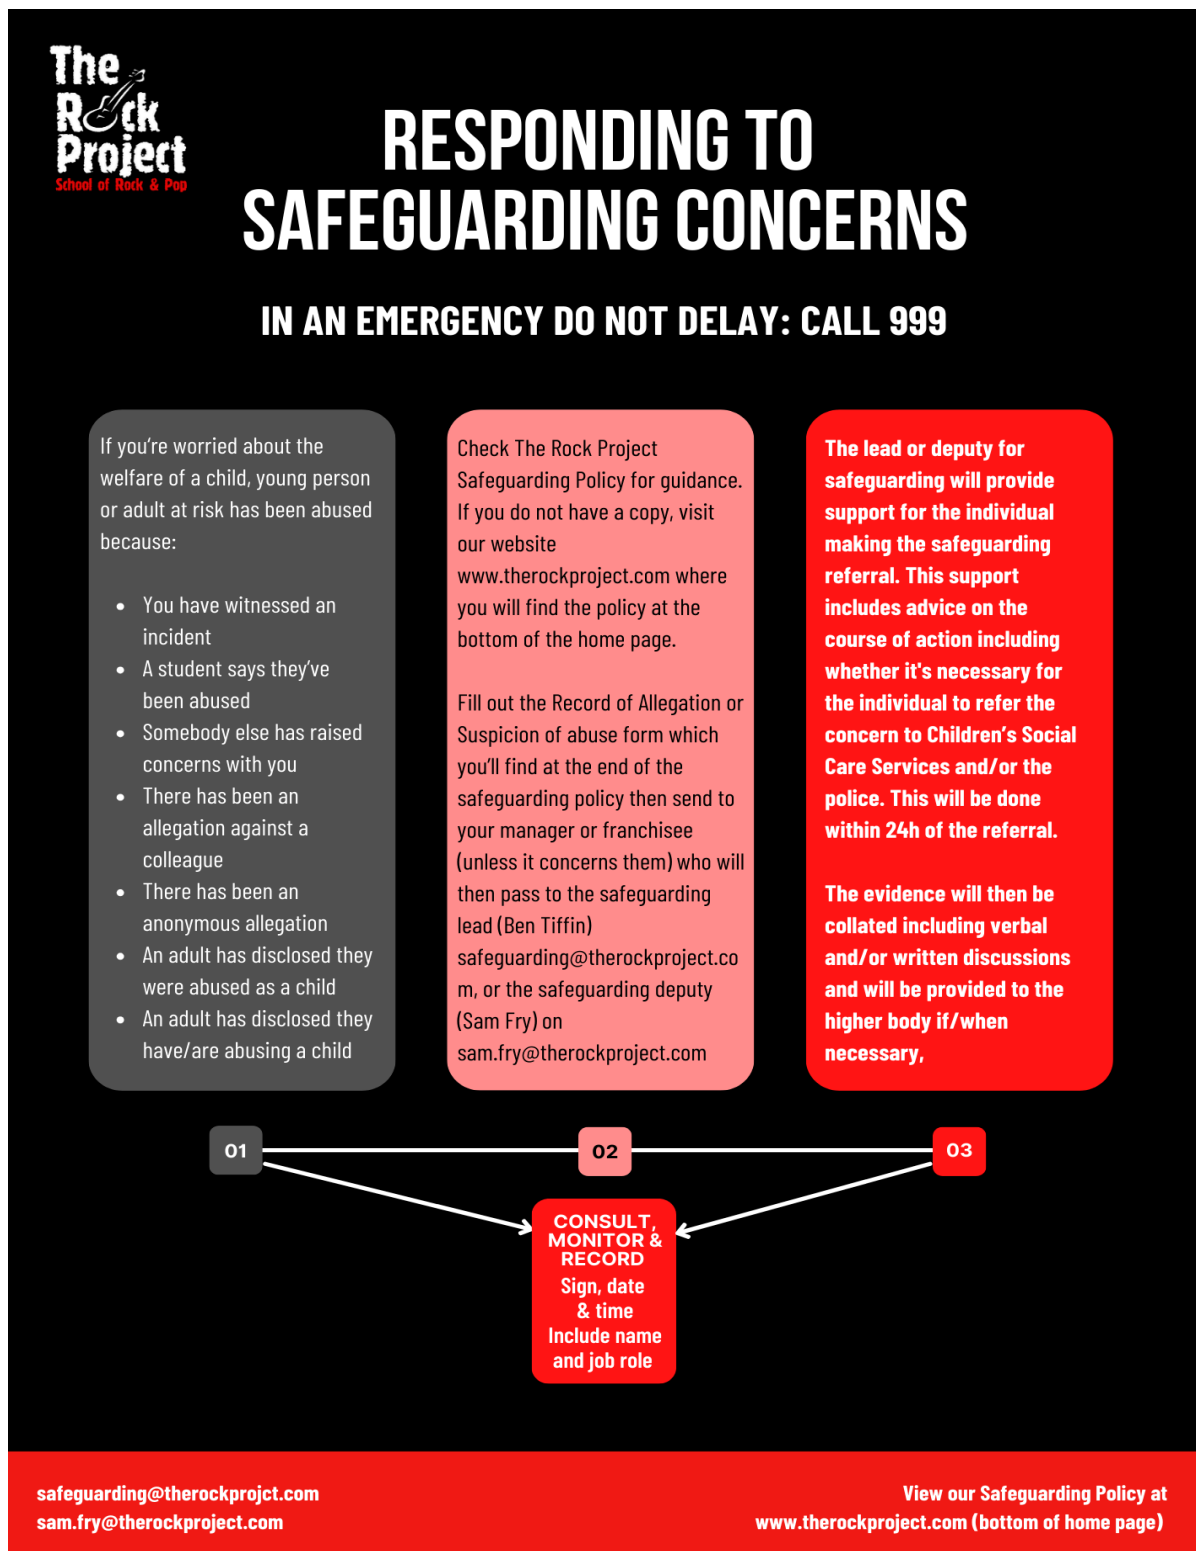 The
Rock
Project
School of Rock & Pop
RESPONDING TO
SAFEGUARDING CONCERNS
IN AN EMERGENCY DO NOT DELAY: CALL 999
If you're worried about the
welfare of a child, young person
or adult at risk has been abused
because:
• You have witnessed an
incident
• A student says they've
been abused
• Somebody else has raised
concerns with you
• There has been an
allegation against a
colleague
• There has been an
anonymous allegation
• An adult has disclosed they
were abused as a child
• An adult has disclosed they
have/are abusing a child
Check The Rock Project
Safeguarding Policy for guidance.
If you do not have a copy, visit
our website
www.therockproject.com where
you will find the policy at the
bottom of the home page.
Fill out the Record of Allegation or
Suspicion of abuse form which
you'll find at the end of the
safeguarding policy then send to
your manager or franchisee
(unless it concerns them) who will
then pass to the safeguarding
lead (Ben Tiffin)
safeguarding@therockproject.co
m, or the safeguarding deputy
(Sam Fry) on
sam.fry@therockproject.com
The lead or deputy for
safeguarding will provide
support for the individual
making the safeguarding
referral. This support
includes advice on the
course of action including
whether it's necessary for
the individual to refer the
concern to Children's Social
Care Services and/or the
police. This will be done
within 24h of the referral.
The evidence will then be
collated including verbal
and/or written discussions
and will be provided to the
higher body if/when
necessary,
01
02
03
CONSULT,
MONITOR &
RECORD
Sign, date
& time
Include name
and job role
safeguarding@therockprojct.com
sam.fry@therockproject.com
View our Safeguarding Policy at
www.therockproject.com (bottom of home page)